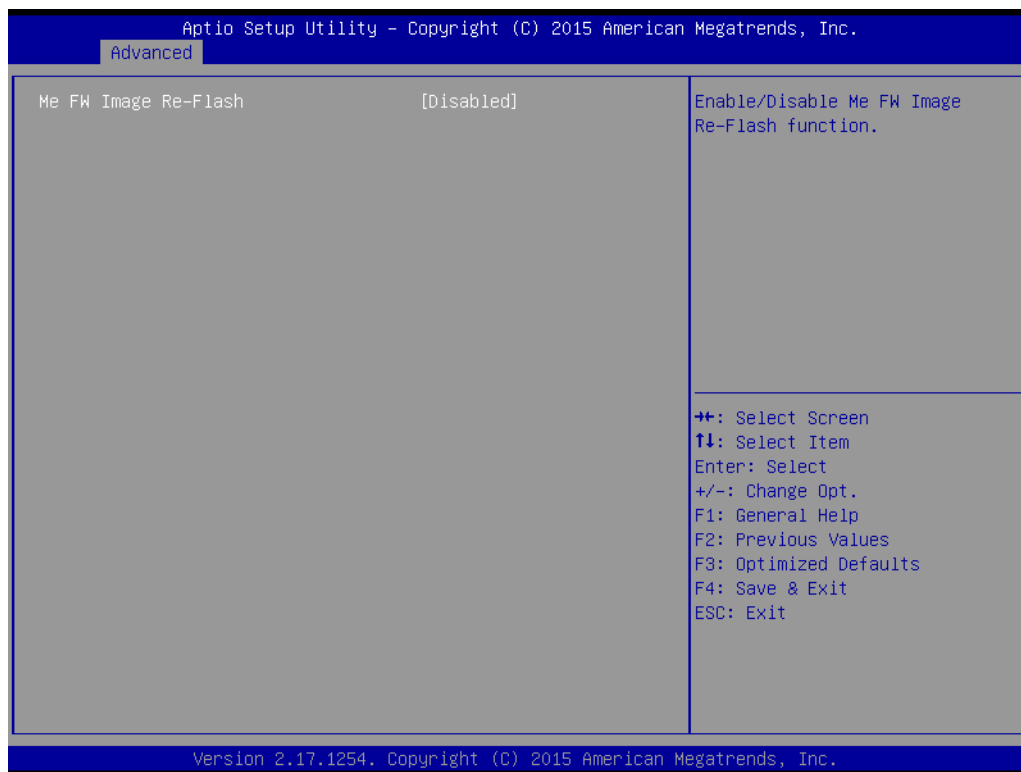 Aptio Setup Utility – Copyright (C) 2015 American Megatrends, Inc.
Advanced
Me FW Image Re-Flash [Disabled]
Enable/Disable Me FW Image
Re-Flash function.
→←: Select Screen
↑↓: Select Item
Enter: Select
+/-: Change Opt.
F1: General Help
F2: Previous Values
F3: Optimized Defaults
F4: Save & Exit
ESC: Exit
Version 2.17.1254. Copyright (C) 2015 American Megatrends, Inc.